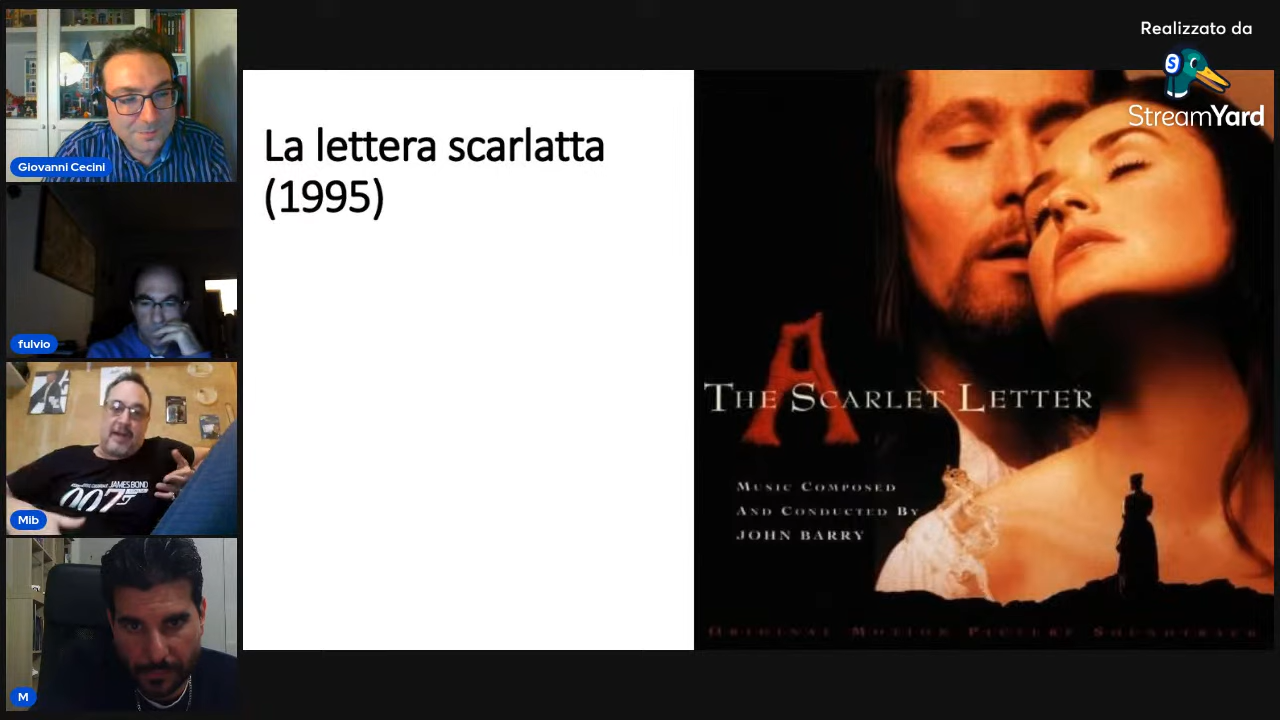 Realizzato da
StreamYard
Giovanni Cecini
fulvio
JAMES BOND
007
Mib
M
La lettera scarlatta
(1995)
A
THE SCARLET LETTER
MUSIC COMPOSED
AND CONDUCTED BY
JOHN BARRY
ORIGINAL MOTION PICTURE SOUNDTRACK